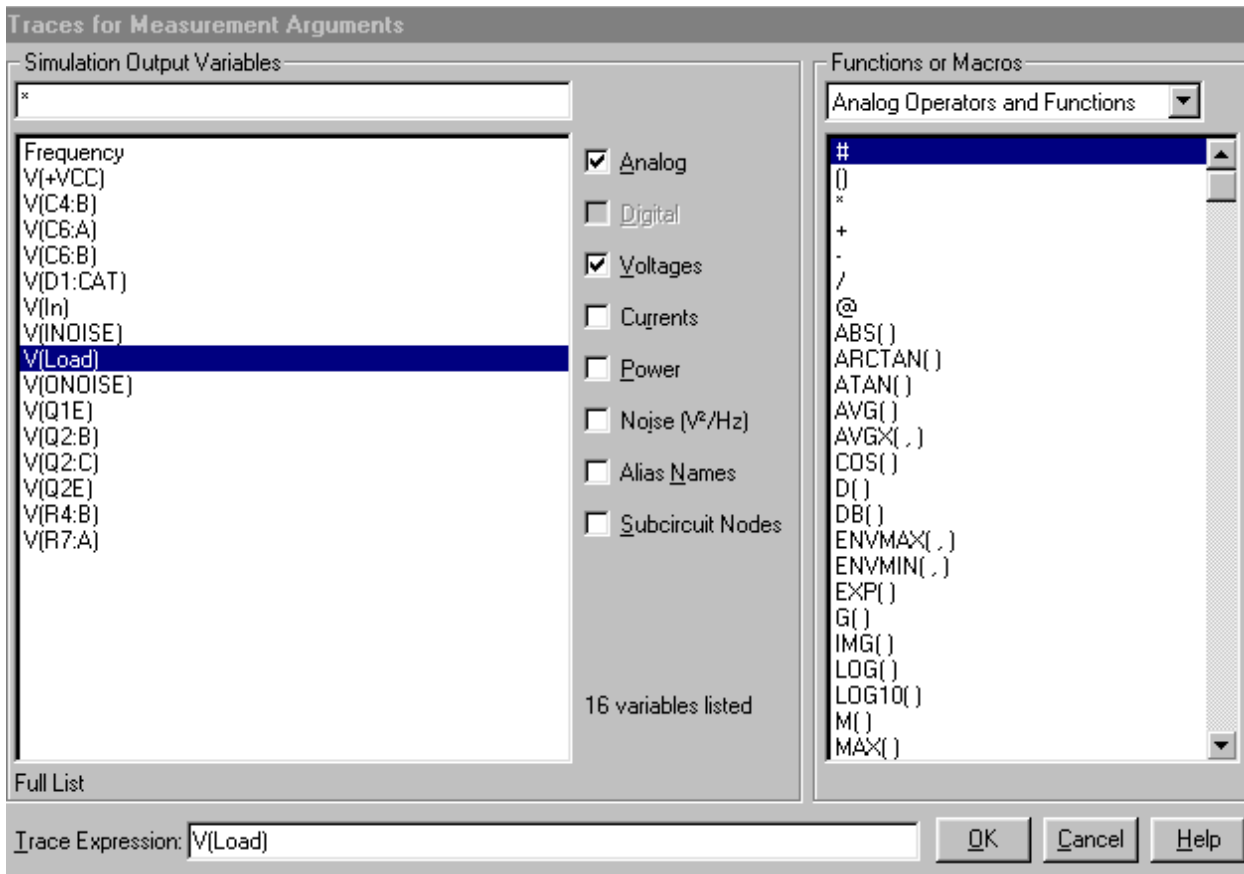 Traces for Measurement Arguments
Simulation Output Variables
*
Frequency
V(+VCC)
V(C4:B)
V(C6:A)
V(C6:B)
V(D1:CAT)
V(In)
V(INOISE)
V(Load)
V(ONOISE)
V(Q1E)
V(Q2:B)
V(Q2:C)
V(Q2E)
V(R4:B)
V(R7:A)
Full List
Analog
Digital
Voltages
Currents
Power
Noise (V²/Hz)
Alias Names
Subcircuit Nodes
16 variables listed
Functions or Macros
Analog Operators and Functions
#
()
*
+
-
/
@
ABS( )
ARCTAN( )
ATAN( )
AVG( )
AVGX( , )
COS( )
D( )
DB( )
ENVMAX( , )
ENVMIN( , )
EXP( )
G( )
IMG( )
LOG( )
LOG10( )
M( )
MAX( )
Trace Expression: V(Load)
OK
Cancel
Help